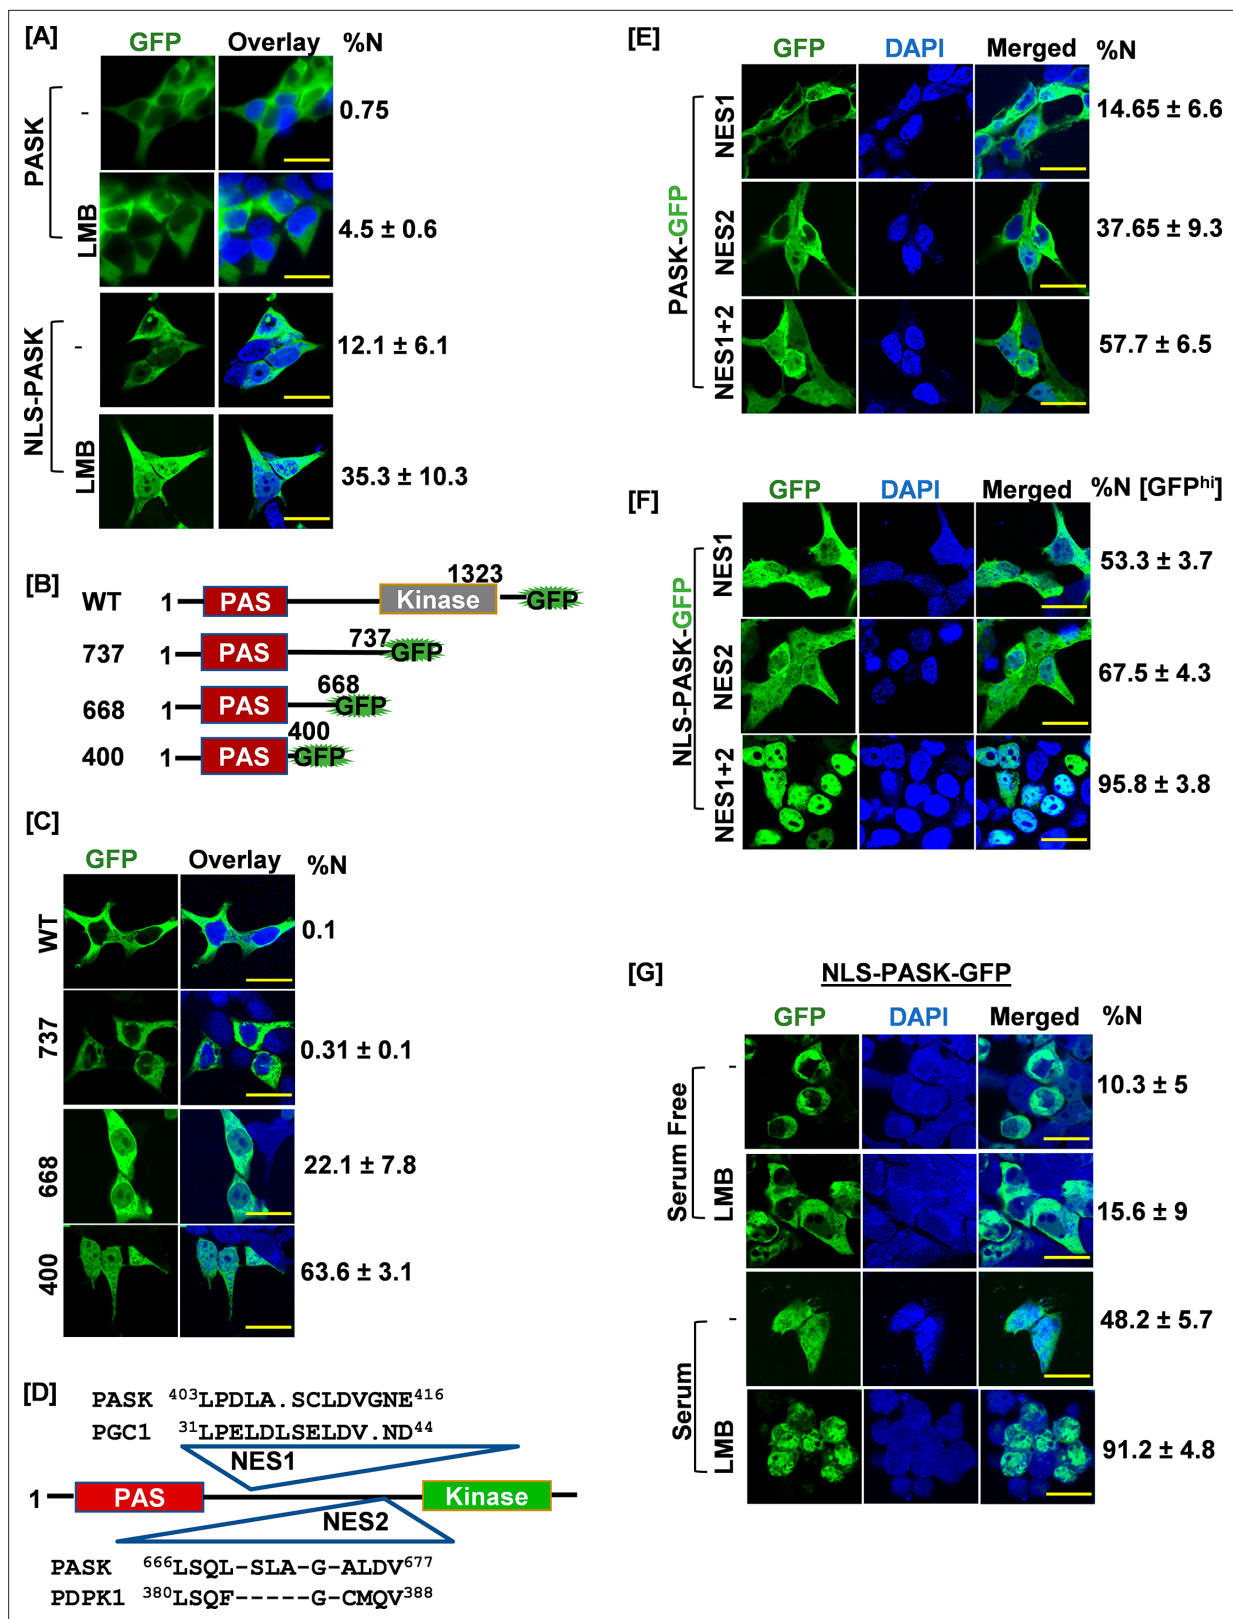 [A]
GFP Overlay %N
PASK
-
0.75
LMB
4.5 ± 0.6
NLS-PASK
-
12.1 ± 6.1
LMB
35.3 ± 10.3
[B]
WT 1 PAS Kinase 1323 GFP
737 1 PAS 737 GFP
668 1 PAS 668 GFP
400 1 PAS 400 GFP
[C]
GFP Overlay %N
WT 0.1
737 0.31 ± 0.1
668 22.1 ± 7.8
400 63.6 ± 3.1
[D]
PASK 403LPDLA.SCLDVGNE416
PGC1 31LPELDLSELDV.ND44
NES1
1 PAS Kinase
NES2
PASK 666LSQL-SLA-G-ALDV677
PDPK1 380LSQF-----G-CMQV388
[E]
GFP DAPI Merged %N
PASK-GFP
NES1 14.65 ± 6.6
NES2 37.65 ± 9.3
NES1+2 57.7 ± 6.5
[F]
GFP DAPI Merged %N [GFPhi]
NLS-PASK-GFP
NES1 53.3 ± 3.7
NES2 67.5 ± 4.3
NES1+2 95.8 ± 3.8
[G]
NLS-PASK-GFP
GFP DAPI Merged %N
Serum Free
- 10.3 ± 5
LMB 15.6 ± 9
Serum
- 48.2 ± 5.7
LMB 91.2 ± 4.8